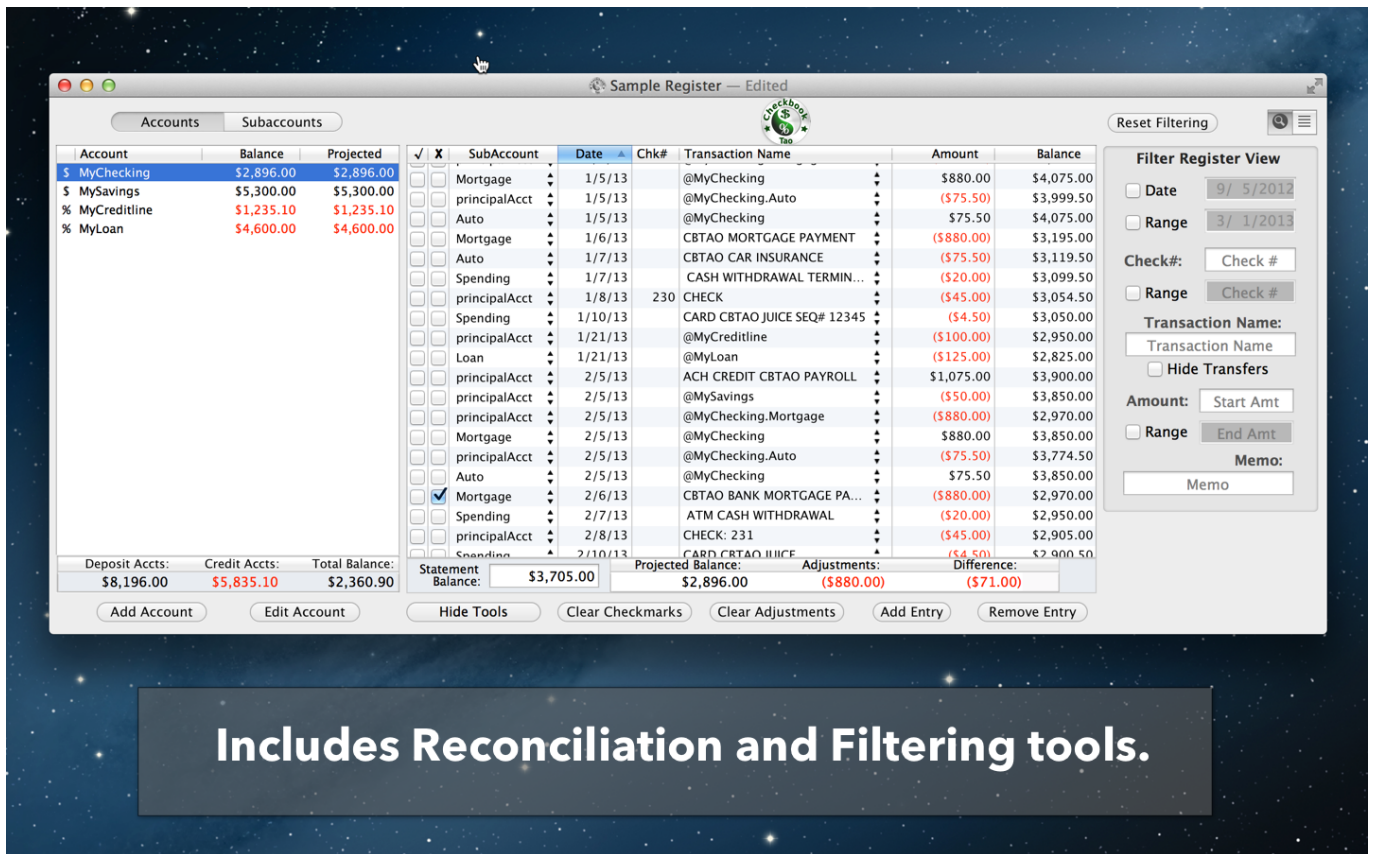 Sample Register — Edited
Accounts Subaccounts
Checkbook $ % Tao
Reset Filtering
Account Balance Projected
$ MyChecking $2,896.00 $2,896.00
$ MySavings $5,300.00 $5,300.00
% MyCreditline $1,235.10 $1,235.10
% MyLoan $4,600.00 $4,600.00
Deposit Accts: Credit Accts: Total Balance:
$8,196.00 $5,835.10 $2,360.90
Add Account Edit Account
√ X SubAccount Date Chk# Transaction Name Amount Balance
Mortgage 1/5/13 @MyChecking $880.00 $4,075.00
principalAcct 1/5/13 @MyChecking.Auto ($75.50) $3,999.50
Auto 1/5/13 @MyChecking $75.50 $4,075.00
Mortgage 1/6/13 CBTAO MORTGAGE PAYMENT ($880.00) $3,195.00
Auto 1/7/13 CBTAO CAR INSURANCE ($75.50) $3,119.50
Spending 1/7/13 CASH WITHDRAWAL TERMIN... ($20.00) $3,099.50
principalAcct 1/8/13 230 CHECK ($45.00) $3,054.50
Spending 1/10/13 CARD CBTAO JUICE SEQ# 12345 ($4.50) $3,050.00
principalAcct 1/21/13 @MyCreditline ($100.00) $2,950.00
Loan 1/21/13 @MyLoan ($125.00) $2,825.00
principalAcct 2/5/13 ACH CREDIT CBTAO PAYROLL $1,075.00 $3,900.00
principalAcct 2/5/13 @MySavings ($50.00) $3,850.00
principalAcct 2/5/13 @MyChecking.Mortgage ($880.00) $2,970.00
Mortgage 2/5/13 @MyChecking $880.00 $3,850.00
principalAcct 2/5/13 @MyChecking.Auto ($75.50) $3,774.50
Auto 2/5/13 @MyChecking $75.50 $3,850.00
Mortgage 2/6/13 CBTAO BANK MORTGAGE PA... ($880.00) $2,970.00
Spending 2/7/13 ATM CASH WITHDRAWAL ($20.00) $2,950.00
principalAcct 2/8/13 CHECK: 231 ($45.00) $2,905.00
Spending 2/10/13 CARD CBTAO JUICE ($4.50) $2,900.50
Statement Balance: $3,705.00
Projected Balance: Adjustments: Difference:
$2,896.00 ($880.00) ($71.00)
Hide Tools Clear Checkmarks Clear Adjustments Add Entry Remove Entry
Filter Register View
Date 9/ 5/2012
Range 3/ 1/2013
Check#: Check #
Range Check #
Transaction Name:
Transaction Name
Hide Transfers
Amount: Start Amt
Range End Amt
Memo:
Memo
Includes Reconciliation and Filtering tools.